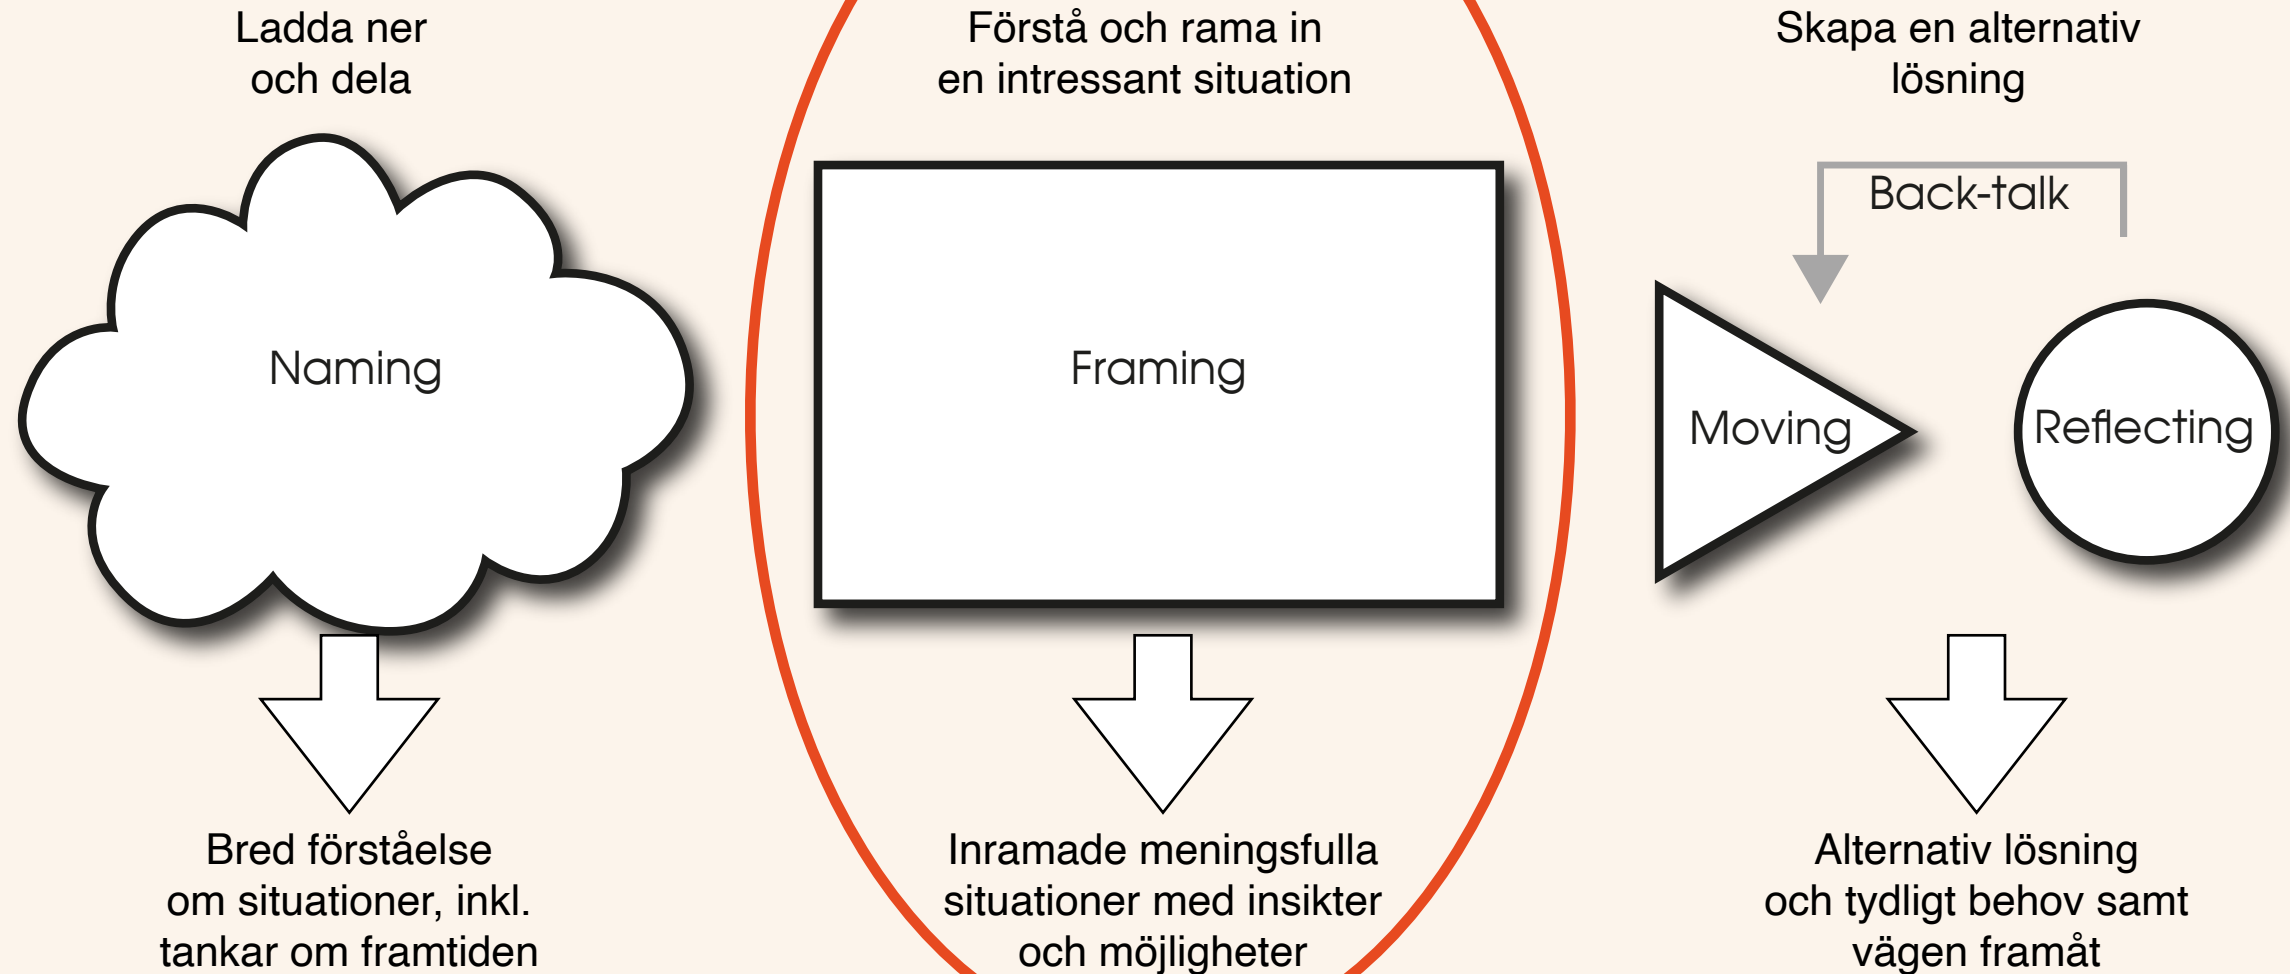 Ladda ner
och dela
Naming
Bred förståelse
om situationer, inkl.
tankar om framtiden
Förstå och rama in
en intressant situation
Framing
Inramade meningsfulla
situationer med insikter
och möjligheter
Skapa en alternativ
lösning
Back-talk
Moving
Reflecting
Alternativ lösning
och tydligt behov samt
vägen framåt